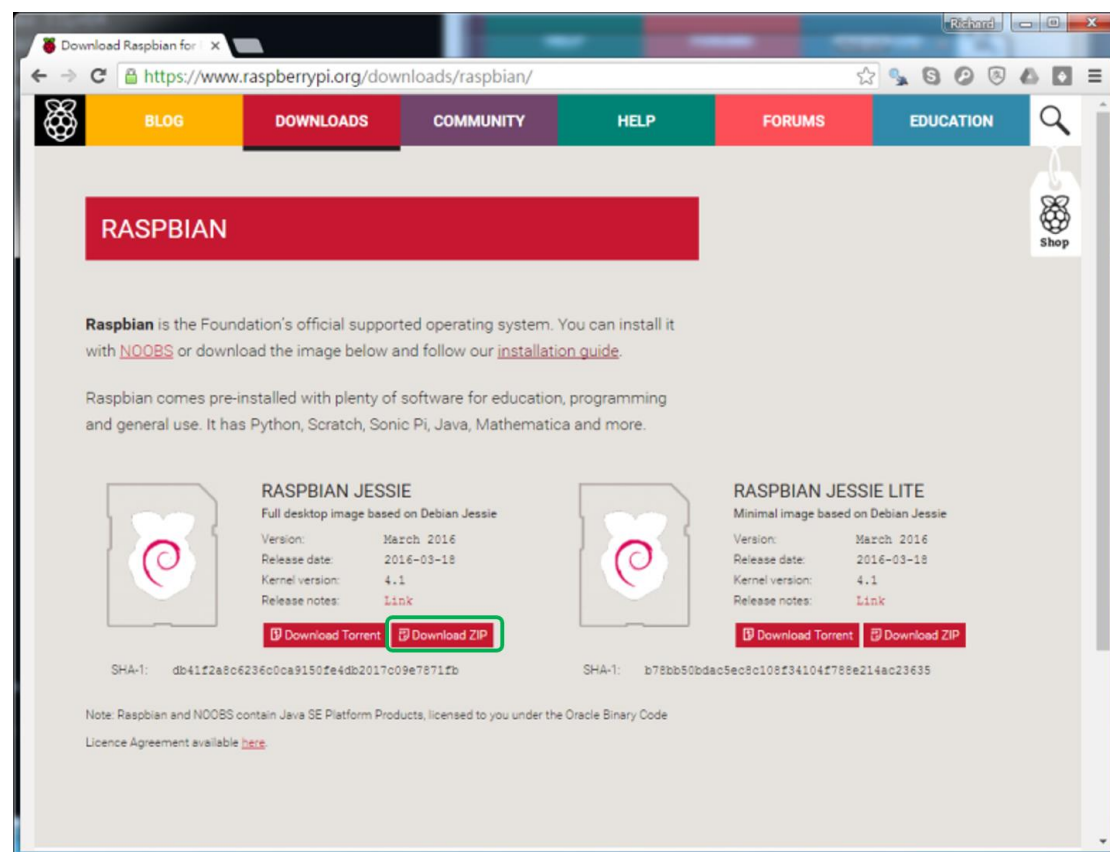 Richard
Download Raspbian for
https://www.raspberrypi.org/downloads/raspbian/
BLOG DOWNLOADS COMMUNITY HELP FORUMS EDUCATION
Shop
RASPBIAN
Raspbian is the Foundation's official supported operating system. You can install it
with NOOBS or download the image below and follow our installation guide.
Raspbian comes pre-installed with plenty of software for education, programming
and general use. It has Python, Scratch, Sonic Pi, Java, Mathematica and more.
RASPBIAN JESSIE
Full desktop image based on Debian Jessie
Version: March 2016
Release date: 2016-03-18
Kernel version: 4.1
Release notes: Link
Download Torrent Download ZIP
SHA-1: db41f2a8c6236c0ca9150fe4db2017c09e7871fb
RASPBIAN JESSIE LITE
Minimal image based on Debian Jessie
Version: March 2016
Release date: 2016-03-18
Kernel version: 4.1
Release notes: Link
Download Torrent Download ZIP
SHA-1: b78bb50bdac5ec8c108f34104f788e214ac23635
Note: Raspbian and NOOBS contain Java SE Platform Products, licensed to you under the Oracle Binary Code
Licence Agreement available here.